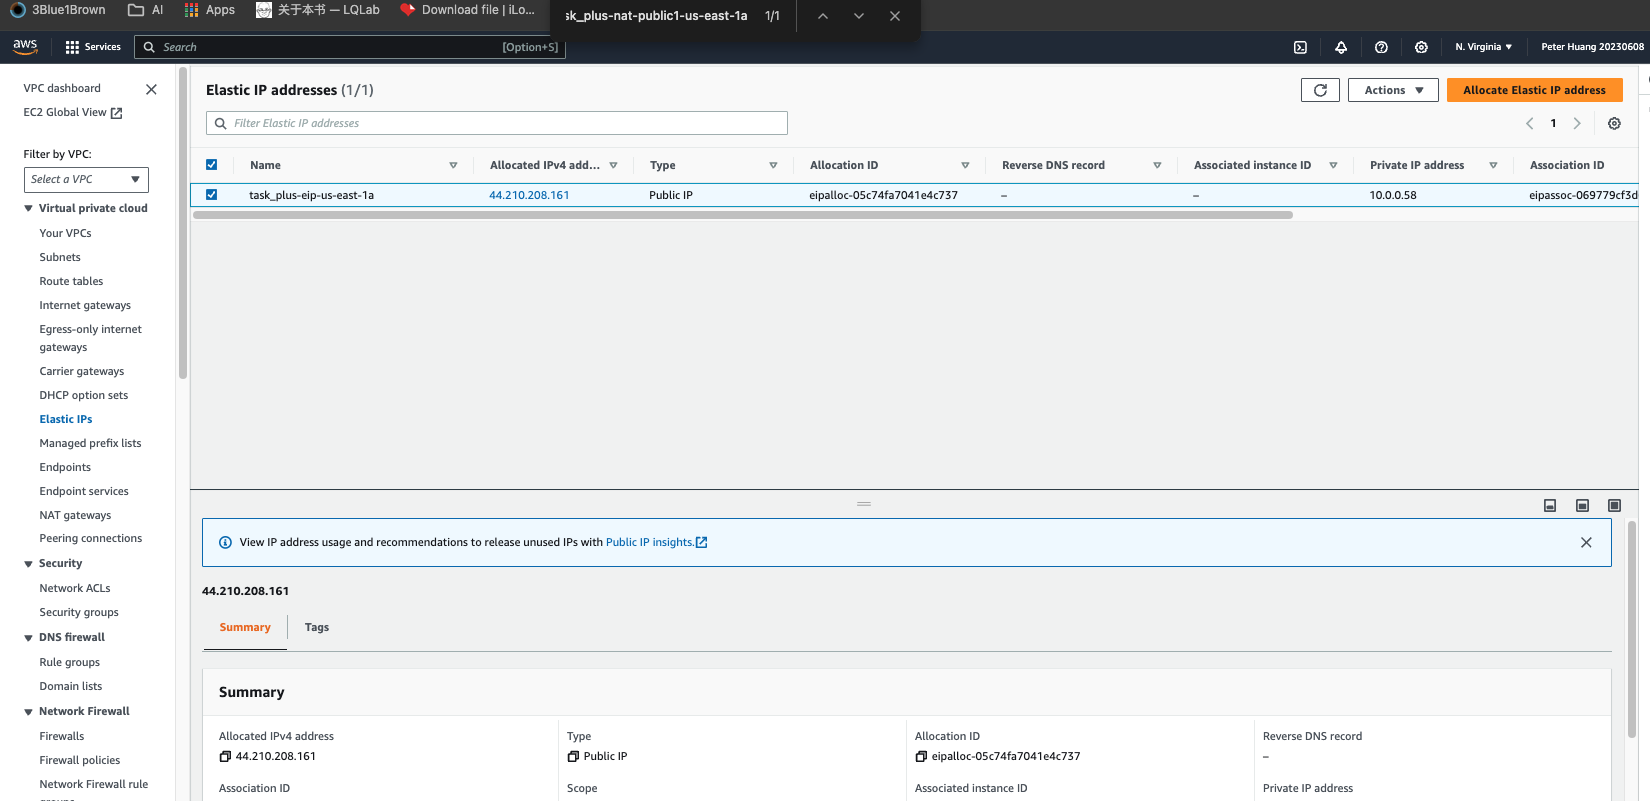 3Blue1Brown AI Apps 关于本书 — LQLab Download file | iLo... sk_plus-nat-public1-us-east-1a 1/1
aws Services Search [Option+S] N. Virginia ▼ Peter Huang 20230608
VPC dashboard
EC2 Global View
Filter by VPC:
Select a VPC
Virtual private cloud
Your VPCs
Subnets
Route tables
Internet gateways
Egress-only internet
gateways
Carrier gateways
DHCP option sets
Elastic IPs
Managed prefix lists
Endpoints
Endpoint services
NAT gateways
Peering connections
Security
Network ACLs
Security groups
DNS firewall
Rule groups
Domain lists
Network Firewall
Firewalls
Firewall policies
Network Firewall rule
Elastic IP addresses (1/1)
Actions ▼ Allocate Elastic IP address
Filter Elastic IP addresses
1
Name Allocated IPv4 add... Type Allocation ID Reverse DNS record Associated instance ID Private IP address Association ID
task_plus-eip-us-east-1a 44.210.208.161 Public IP eipalloc-05c74fa7041e4c737 – – 10.0.0.58 eipassoc-069779cf3d
View IP address usage and recommendations to release unused IPs with Public IP insights.
44.210.208.161
Summary Tags
Summary
Allocated IPv4 address
44.210.208.161
Type
Public IP
Allocation ID
eipalloc-05c74fa7041e4c737
Reverse DNS record
–
Association ID
Scope
Associated instance ID
Private IP address